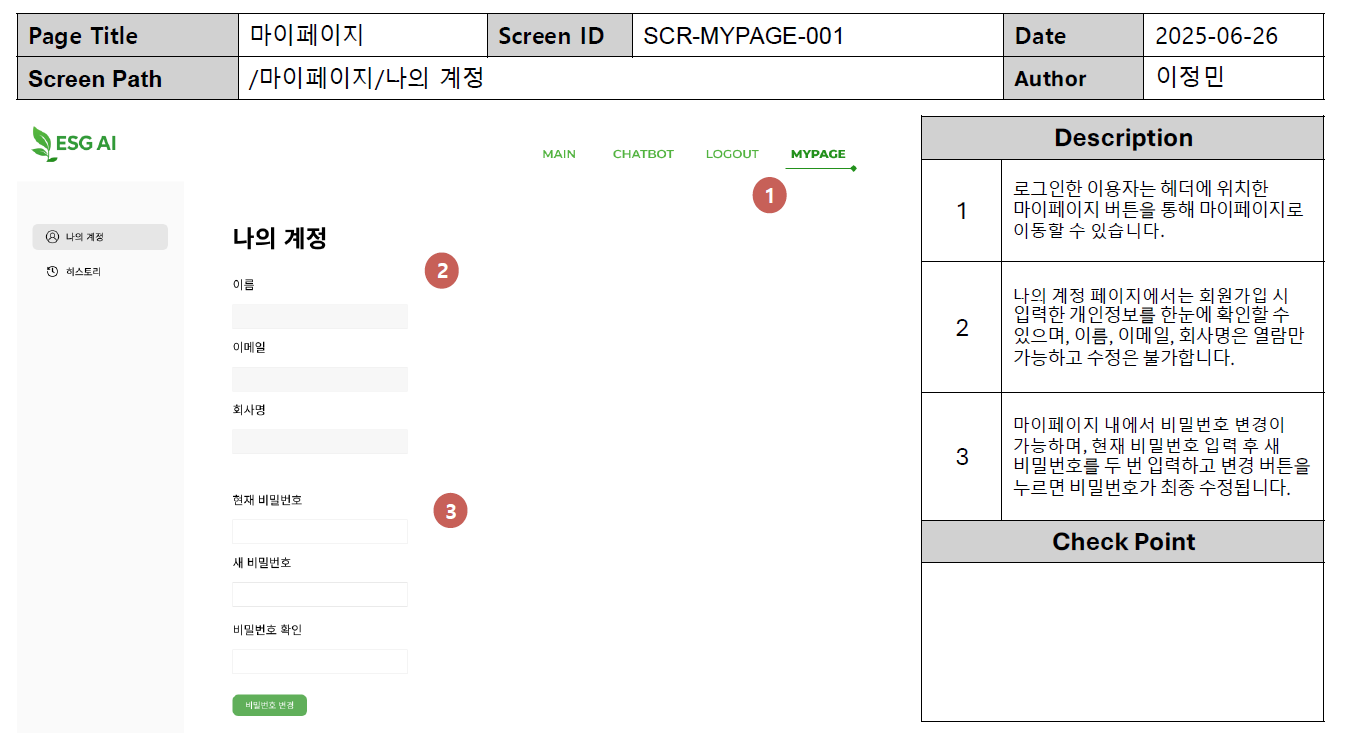 Page Title 마이페이지 Screen ID SCR-MYPAGE-001 Date 2025-06-26
Screen Path /마이페이지/나의 계정 Author 이정민
ESG AI
MAIN CHATBOT LOGOUT MYPAGE
1
나의 계정
히스토리
나의 계정
2
이름
이메일
회사명
현재 비밀번호
3
새 비밀번호
비밀번호 확인
비밀번호 변경
Description
1
로그인한 이용자는 헤더에 위치한
마이페이지 버튼을 통해 마이페이지로
이동할 수 있습니다.
2
나의 계정 페이지에서는 회원가입 시
입력한 개인정보를 한눈에 확인할 수
있으며, 이름, 이메일, 회사명은 열람만
가능하고 수정은 불가합니다.
3
마이페이지 내에서 비밀번호 변경이
가능하며, 현재 비밀번호 입력 후 새
비밀번호를 두 번 입력하고 변경 버튼을
누르면 비밀번호가 최종 수정됩니다.
Check Point